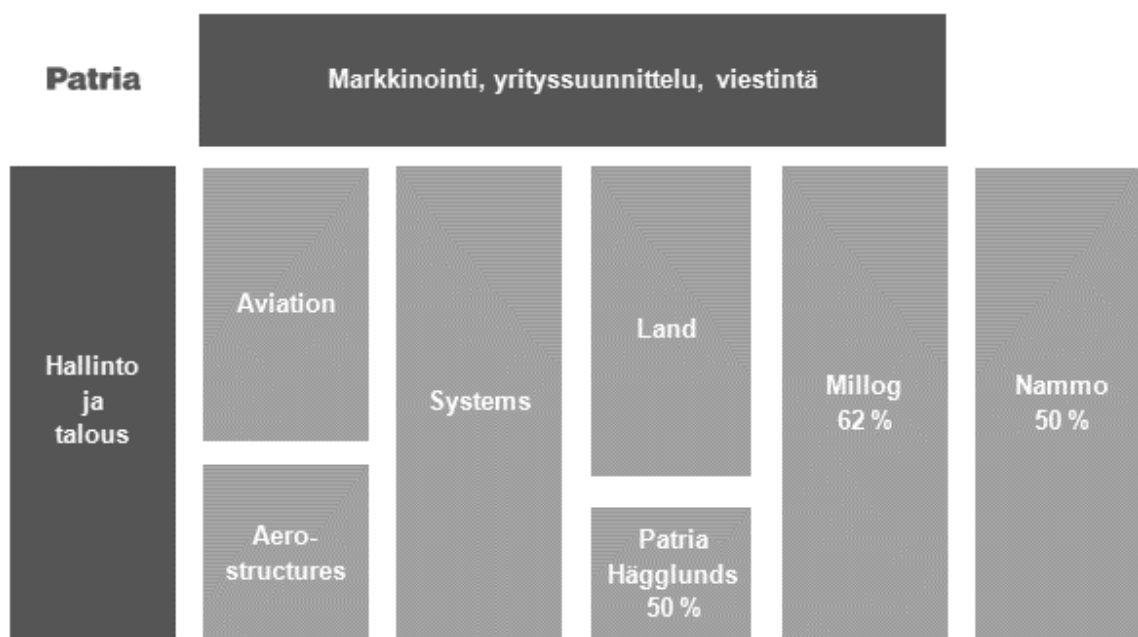 Patria
Markkinointi, yrityssuunnittelu, viestintä
Hallinto
ja
talous
Aviation
Aero-
structures
Systems
Land
Patria
Hägglunds
50 %
Millog
62 %
Nammo
50 %